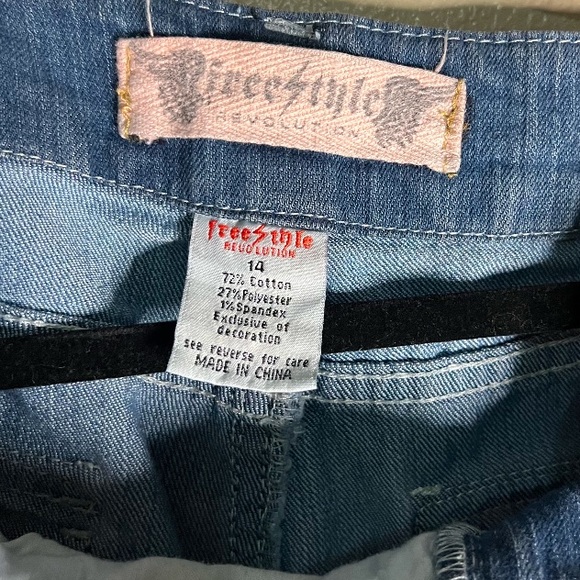 freestyle
REVOLUTION
freestyle
REVOLUTION
14
72% Cotton
27% Polyester
1% Spandex
Exclusive of
decoration
see reverse for care
MADE IN CHINA